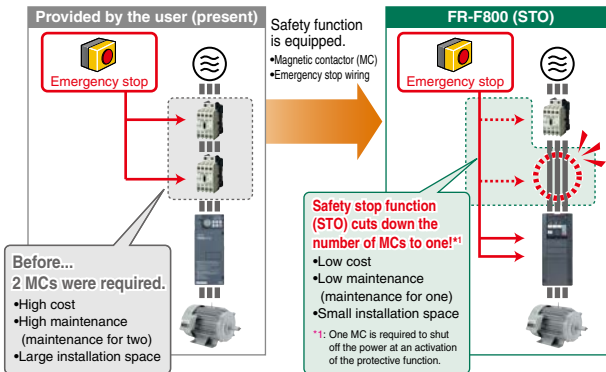 Provided by the user (present)
Emergency stop
Before...
2 MCs were required.
•High cost
•High maintenance
(maintenance for two)
•Large installation space
Safety function
is equipped.
•Magnetic contactor (MC)
•Emergency stop wiring
FR-F800 (STO)
Emergency stop
Safety stop function
(STO) cuts down the
number of MCs to one!*1
•Low cost
•Low maintenance
(maintenance for one)
•Small installation space
*1: One MC is required to shut
off the power at an activation
of the protective function.